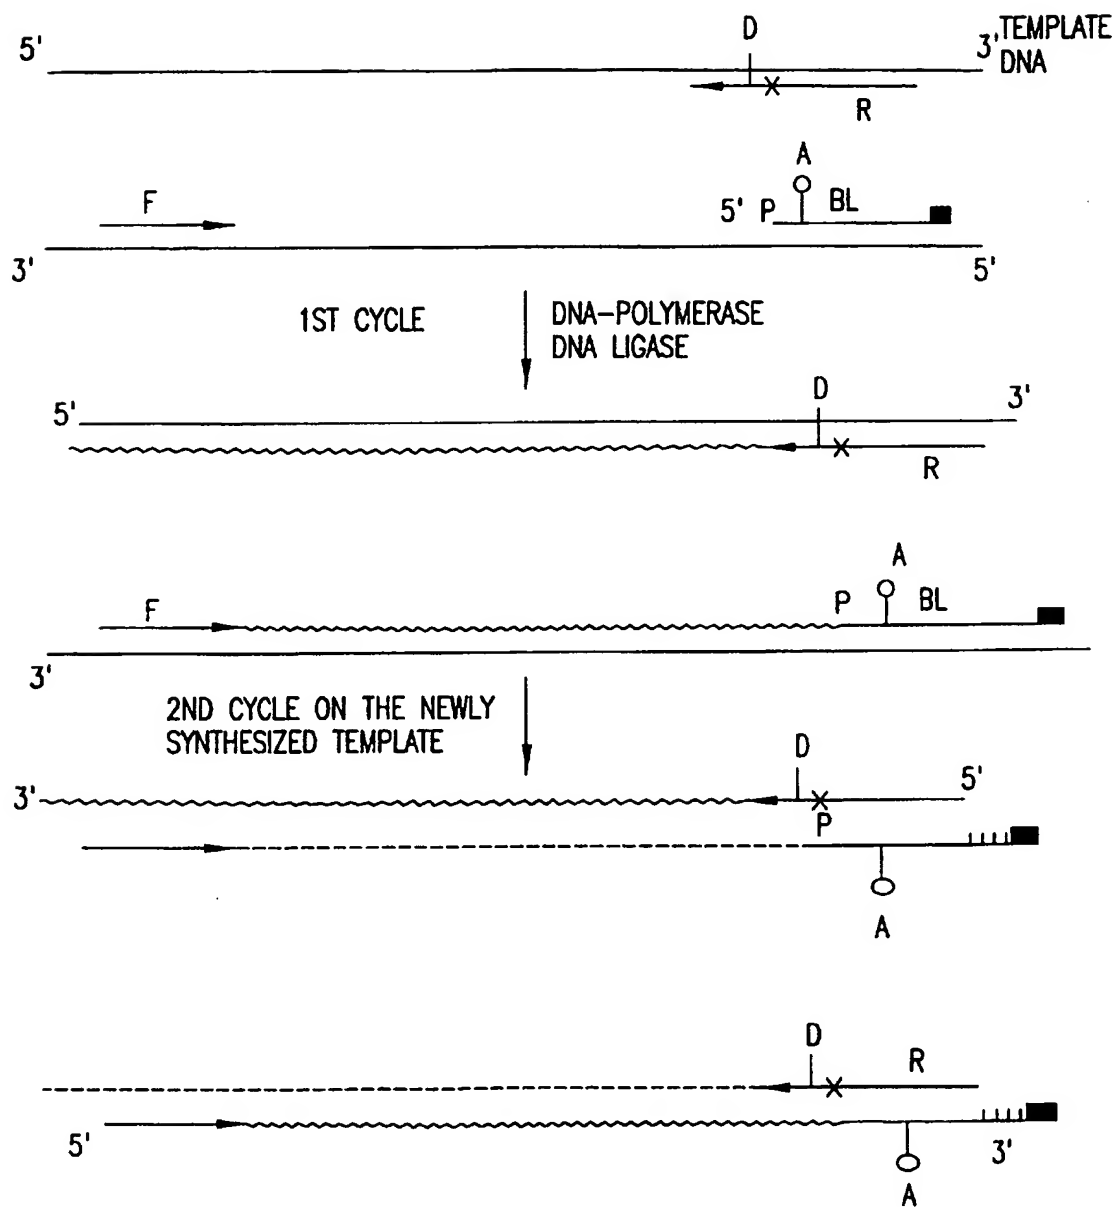 D
5'
3' TEMPLATE
DNA
X
R
A
F
5' P
BL
3'
5'
1ST CYCLE
DNA-POLYMERASE
DNA LIGASE
D
5'
3'
X
R
A
F
P
BL
3'
2ND CYCLE ON THE NEWLY
SYNTHESIZED TEMPLATE
D
3'
5'
X
P
A
D
R
X
5'
3'
A